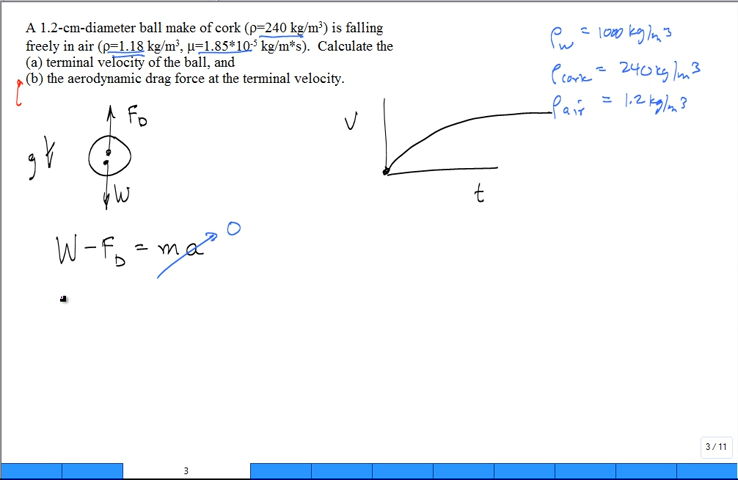 A 1.2-cm-diameter ball make of cork (ρ=240 kg/m³) is falling
freely in air (ρ=1.18 kg/m³, μ=1.85*10⁻⁵ kg/m*s). Calculate the
(a) terminal velocity of the ball, and
(b) the aerodynamic drag force at the terminal velocity.
ρw = 1000 kg/m³
ρcork = 240 kg/m³
ρair = 1.2 kg/m³
F_D
g
W
V
t
W - F_D = ma 0
3 / 11
3